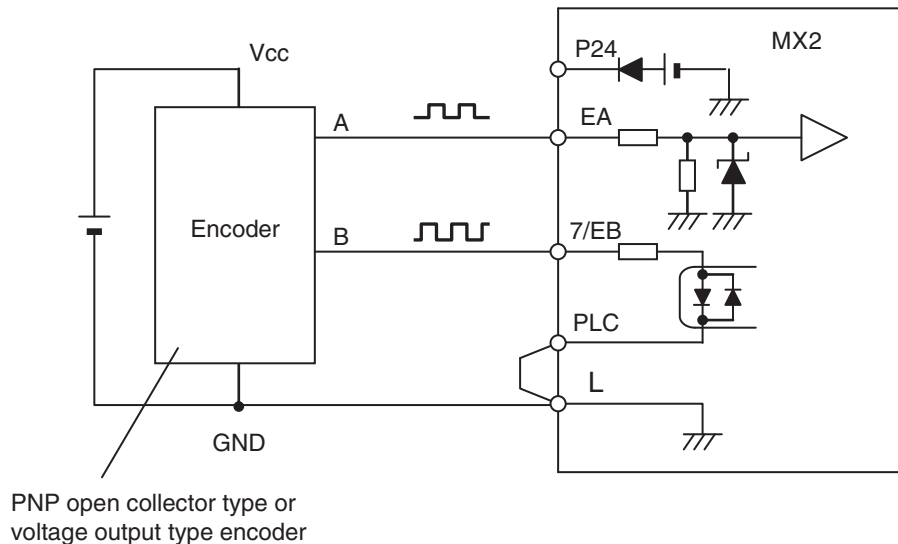 MX2
Vcc
P24
A
EA
Encoder
B
7/EB
PLC
L
GND
PNP open collector type or
voltage output type encoder